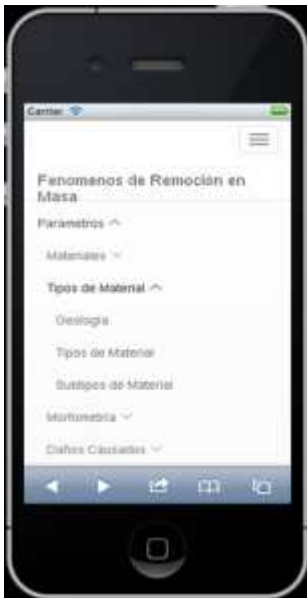 Carrier
Fenomenos de Remoción en
Masa
Parametros
Materiales
Tipos de Material
Geologia
Tipos de Material
Subtipos de Material
Morfometria
Daños Causados